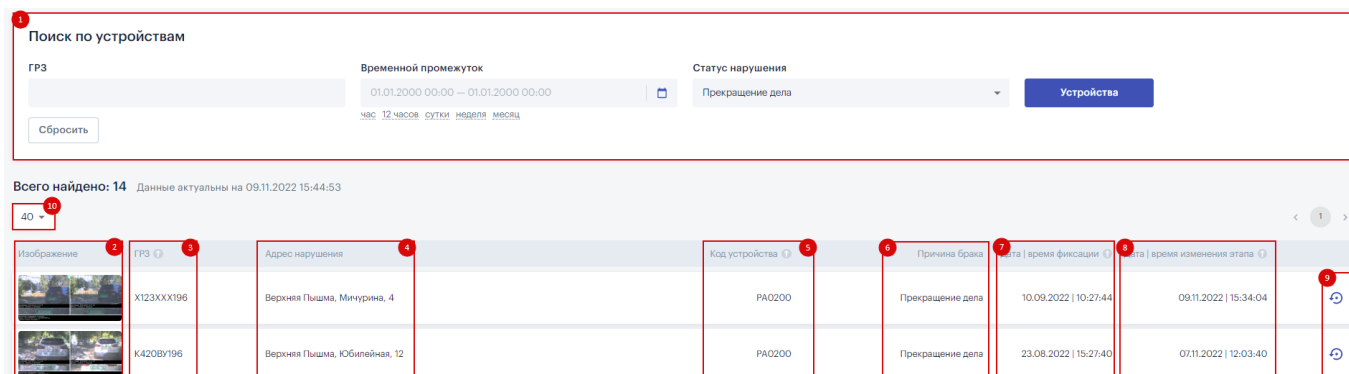 1
Поиск по устройствам
ГРЗ Временной промежуток Статус нарушения
01.01.2000 00:00 — 01.01.2000 00:00 Прекращение дела Устройства
час 12 часов сутки неделя месяц
Сбросить
Всего найдено: 14 Данные актуальны на 09.11.2022 15:44:53
40 10 1
Изображение 2 ГРЗ 3 Адрес нарушения 4 Код устройства 5 6 Причина брака 7 дата | время фиксации 8 дата | время изменения этапа
9
Х123ХХХ196 Верхняя Пышма, Мичурина, 4 РА0200 Прекращение дела 10.09.2022 | 10:27:44 09.11.2022 | 15:34:04
К420ВУ196 Верхняя Пышма, Юбилейная, 12 РА0200 Прекращение дела 23.08.2022 | 15:27:40 07.11.2022 | 12:03:40